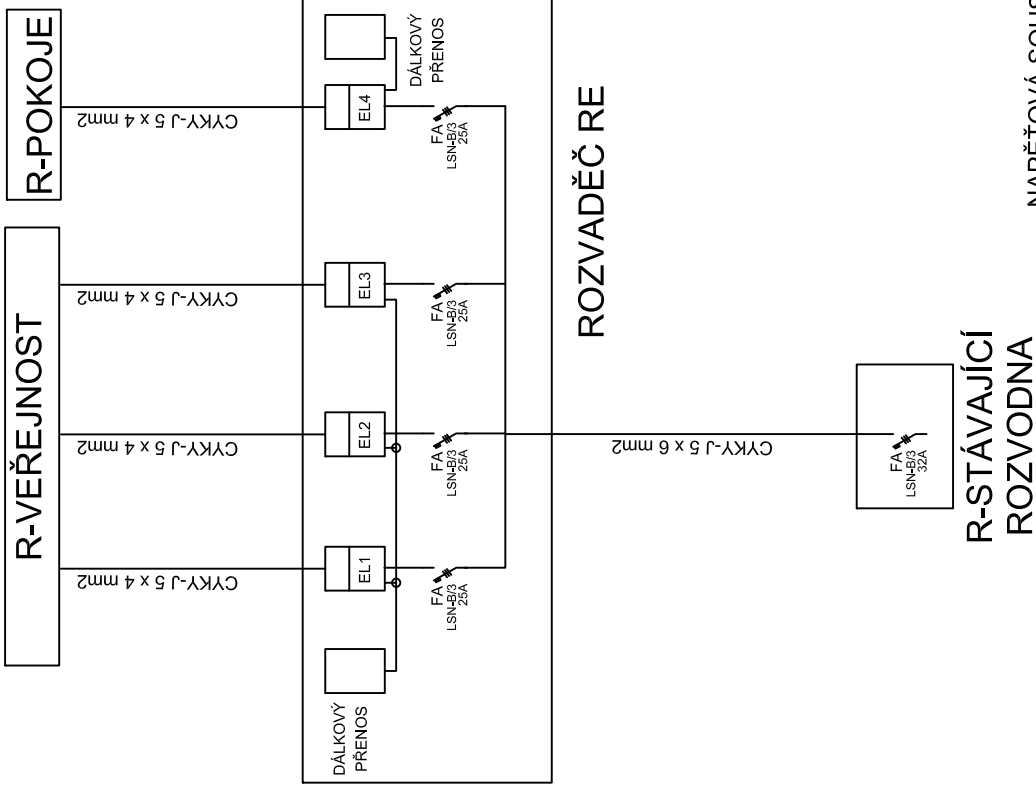 R-VEŘEJNOST
R-POKOJE
CYKY-J 5 x 4 mm2
CYKY-J 5 x 4 mm2
CYKY-J 5 x 4 mm2
CYKY-J 5 x 4 mm2
DÁLKOVÝ
PŘENOS
EL1
EL2
EL3
EL4
DÁLKOVÝ
PŘENOS
FA
LSN-B/3
25A
FA
LSN-B/3
25A
FA
LSN-B/3
25A
FA
LSN-B/3
25A
ROZVADĚČ RE
CYKY-J 5 x 6 mm2
FA
LSN-B/3
32A
R-STÁVAJÍCÍ
ROZVODNA